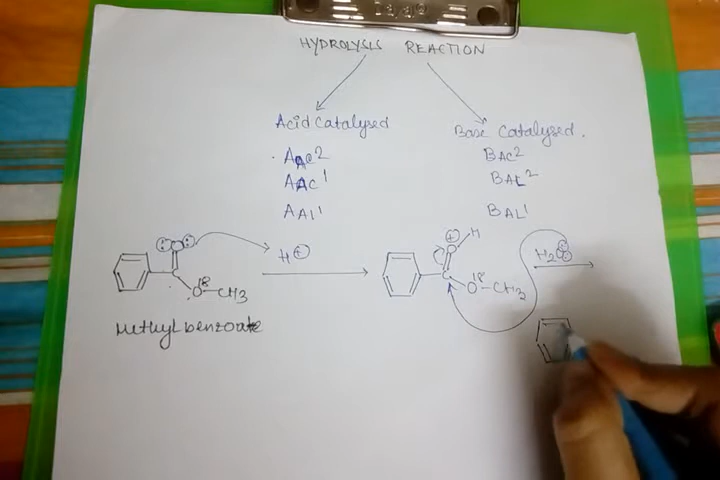 HYDROLYSIS REACTION
Acid Catalysed
AAC2
AAC1
AAL1
Base Catalysed.
BAC2
BAL2
BAL1
O
C
O18-CH3
Methyl benzoate
H+
+
O-H
C
O18-CH3
H2O